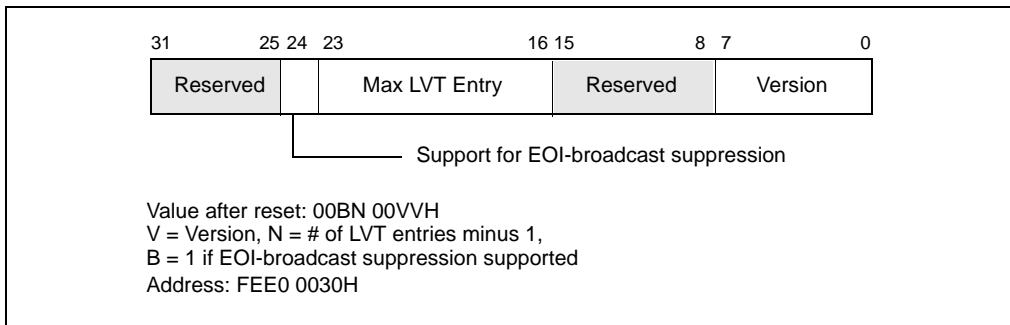 31 25 24 23 16 15 8 7 0
Reserved Max LVT Entry Reserved Version
Support for EOI-broadcast suppression
Value after reset: 00BN 00VVH
V = Version, N = # of LVT entries minus 1,
B = 1 if EOI-broadcast suppression supported
Address: FEE0 0030H